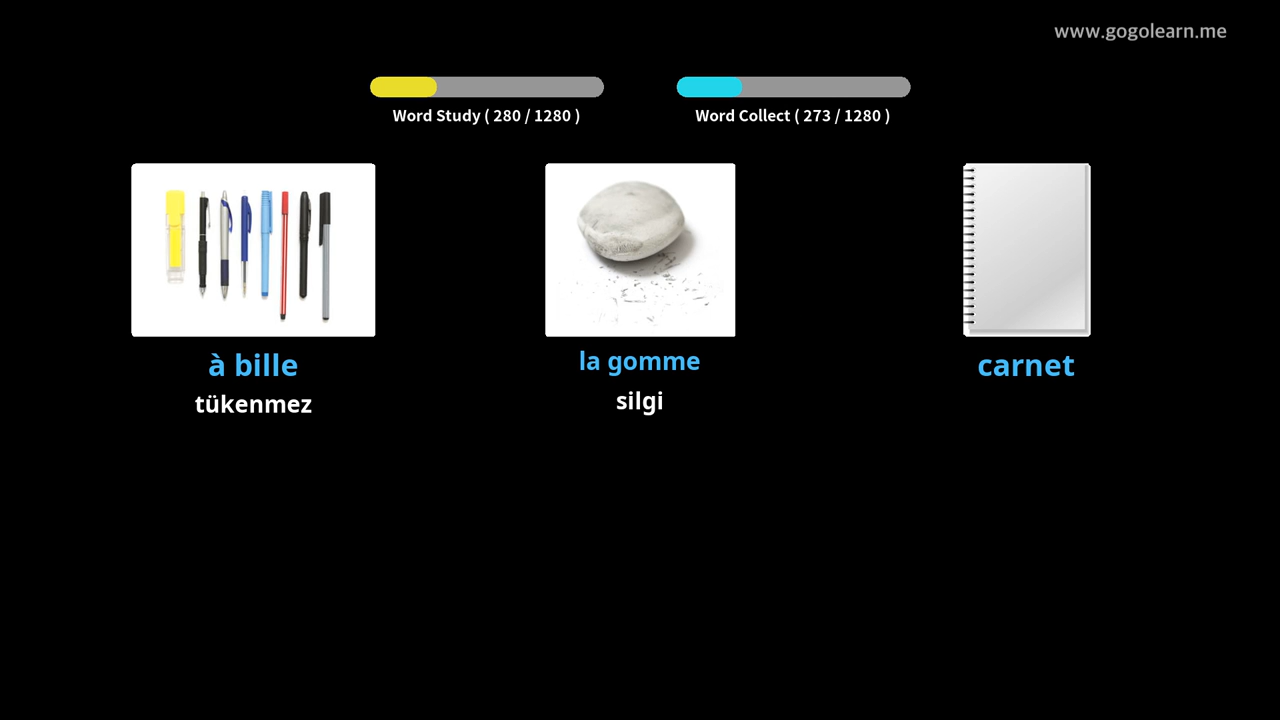 www.gogolearn.me
Word Study ( 280 / 1280 )
Word Collect ( 273 / 1280 )
à bille
tükenmez
la gomme
silgi
carnet